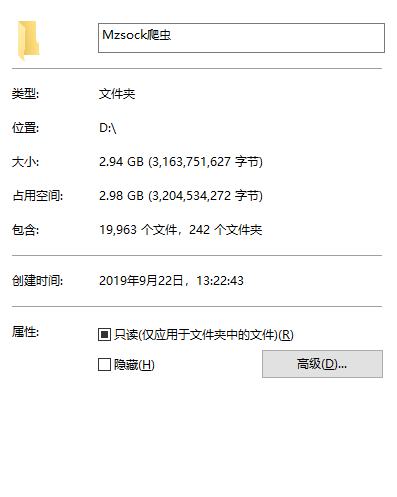 Mzsock爬虫
类型: 文件夹
位置: D:\
大小: 2.94 GB (3,163,751,627 字节)
占用空间: 2.98 GB (3,204,534,272 字节)
包含: 19,963 个文件，242 个文件夹
创建时间: 2019年9月22日，13:22:43
属性: 只读(仅应用于文件夹中的文件)(R)
隐藏(H) 高级(D)...